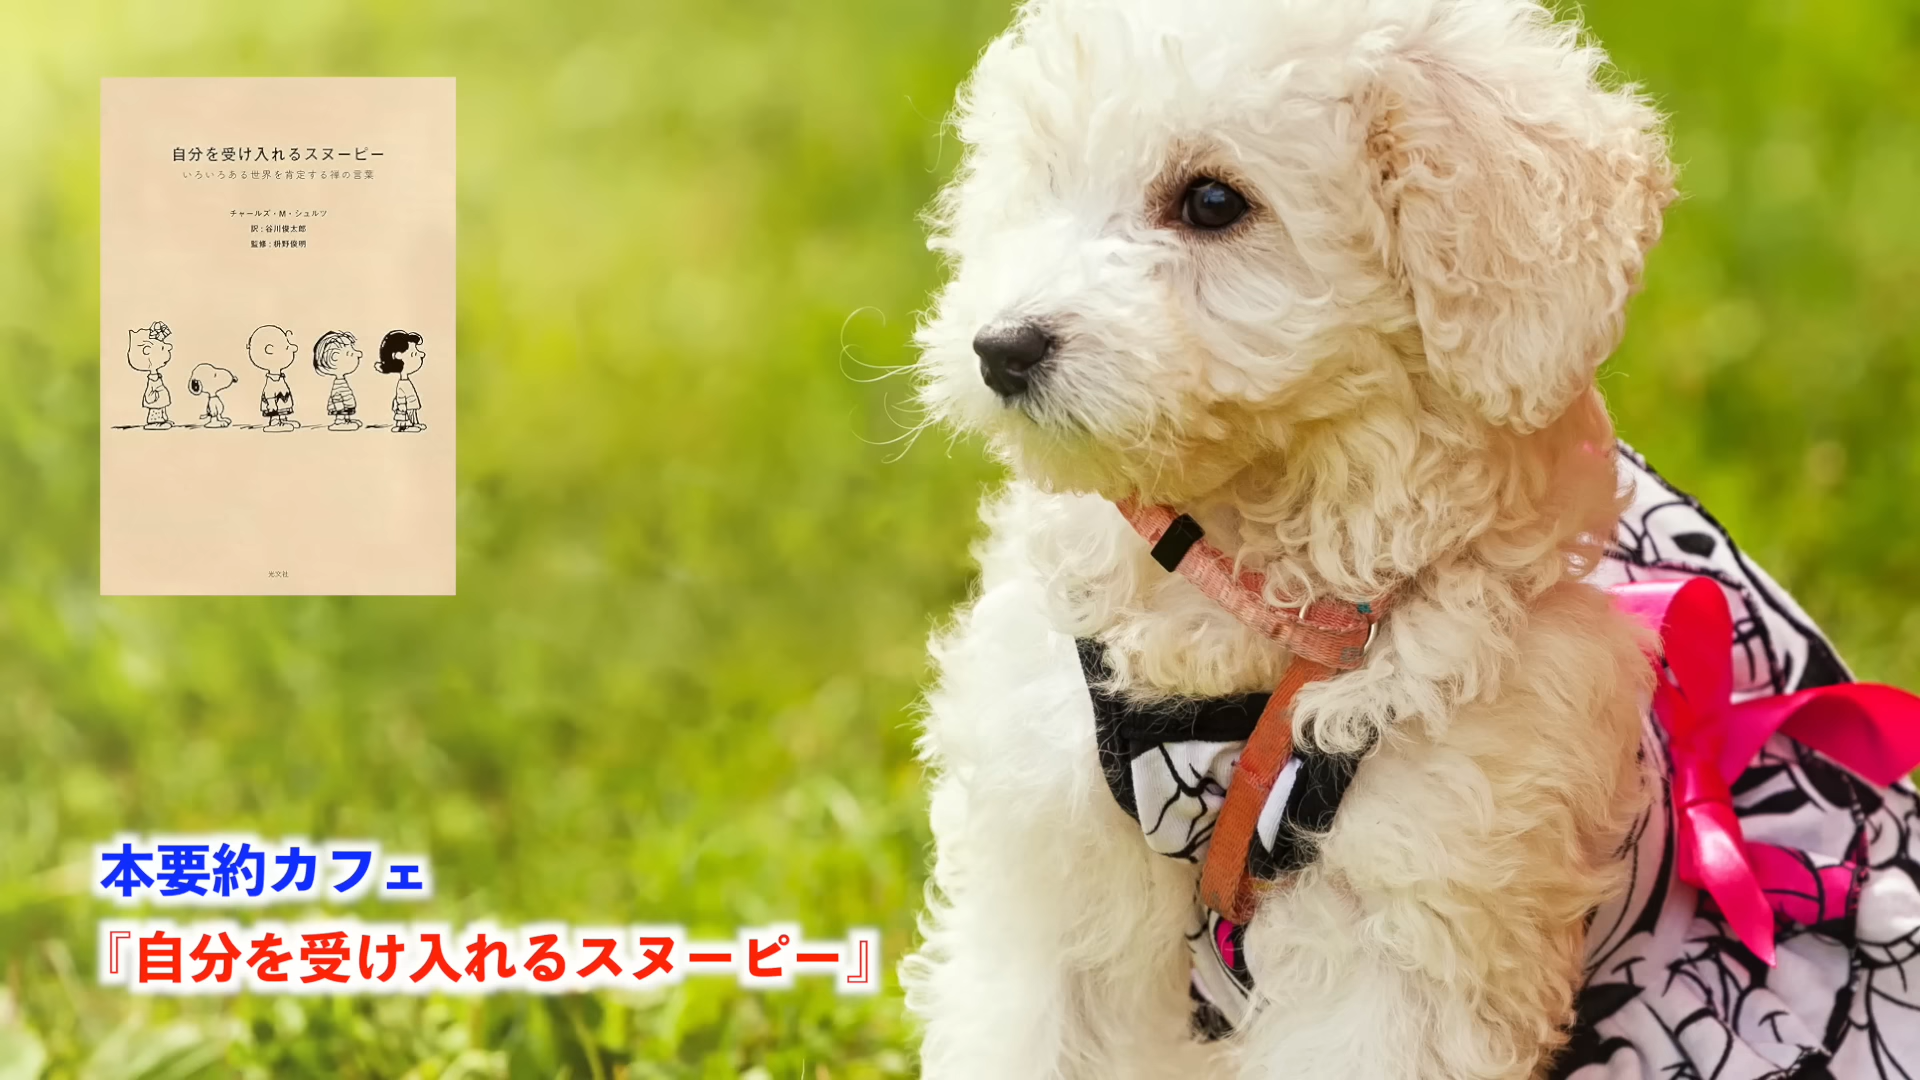 自分を受け入れるスヌーピー
いろいろある世界を肯定する禅の言葉
チャールズ・M・シュルツ
訳：谷川俊太郎
監修：枡野俊明
光文社
本要約カフェ
『自分を受け入れるスヌーピー』